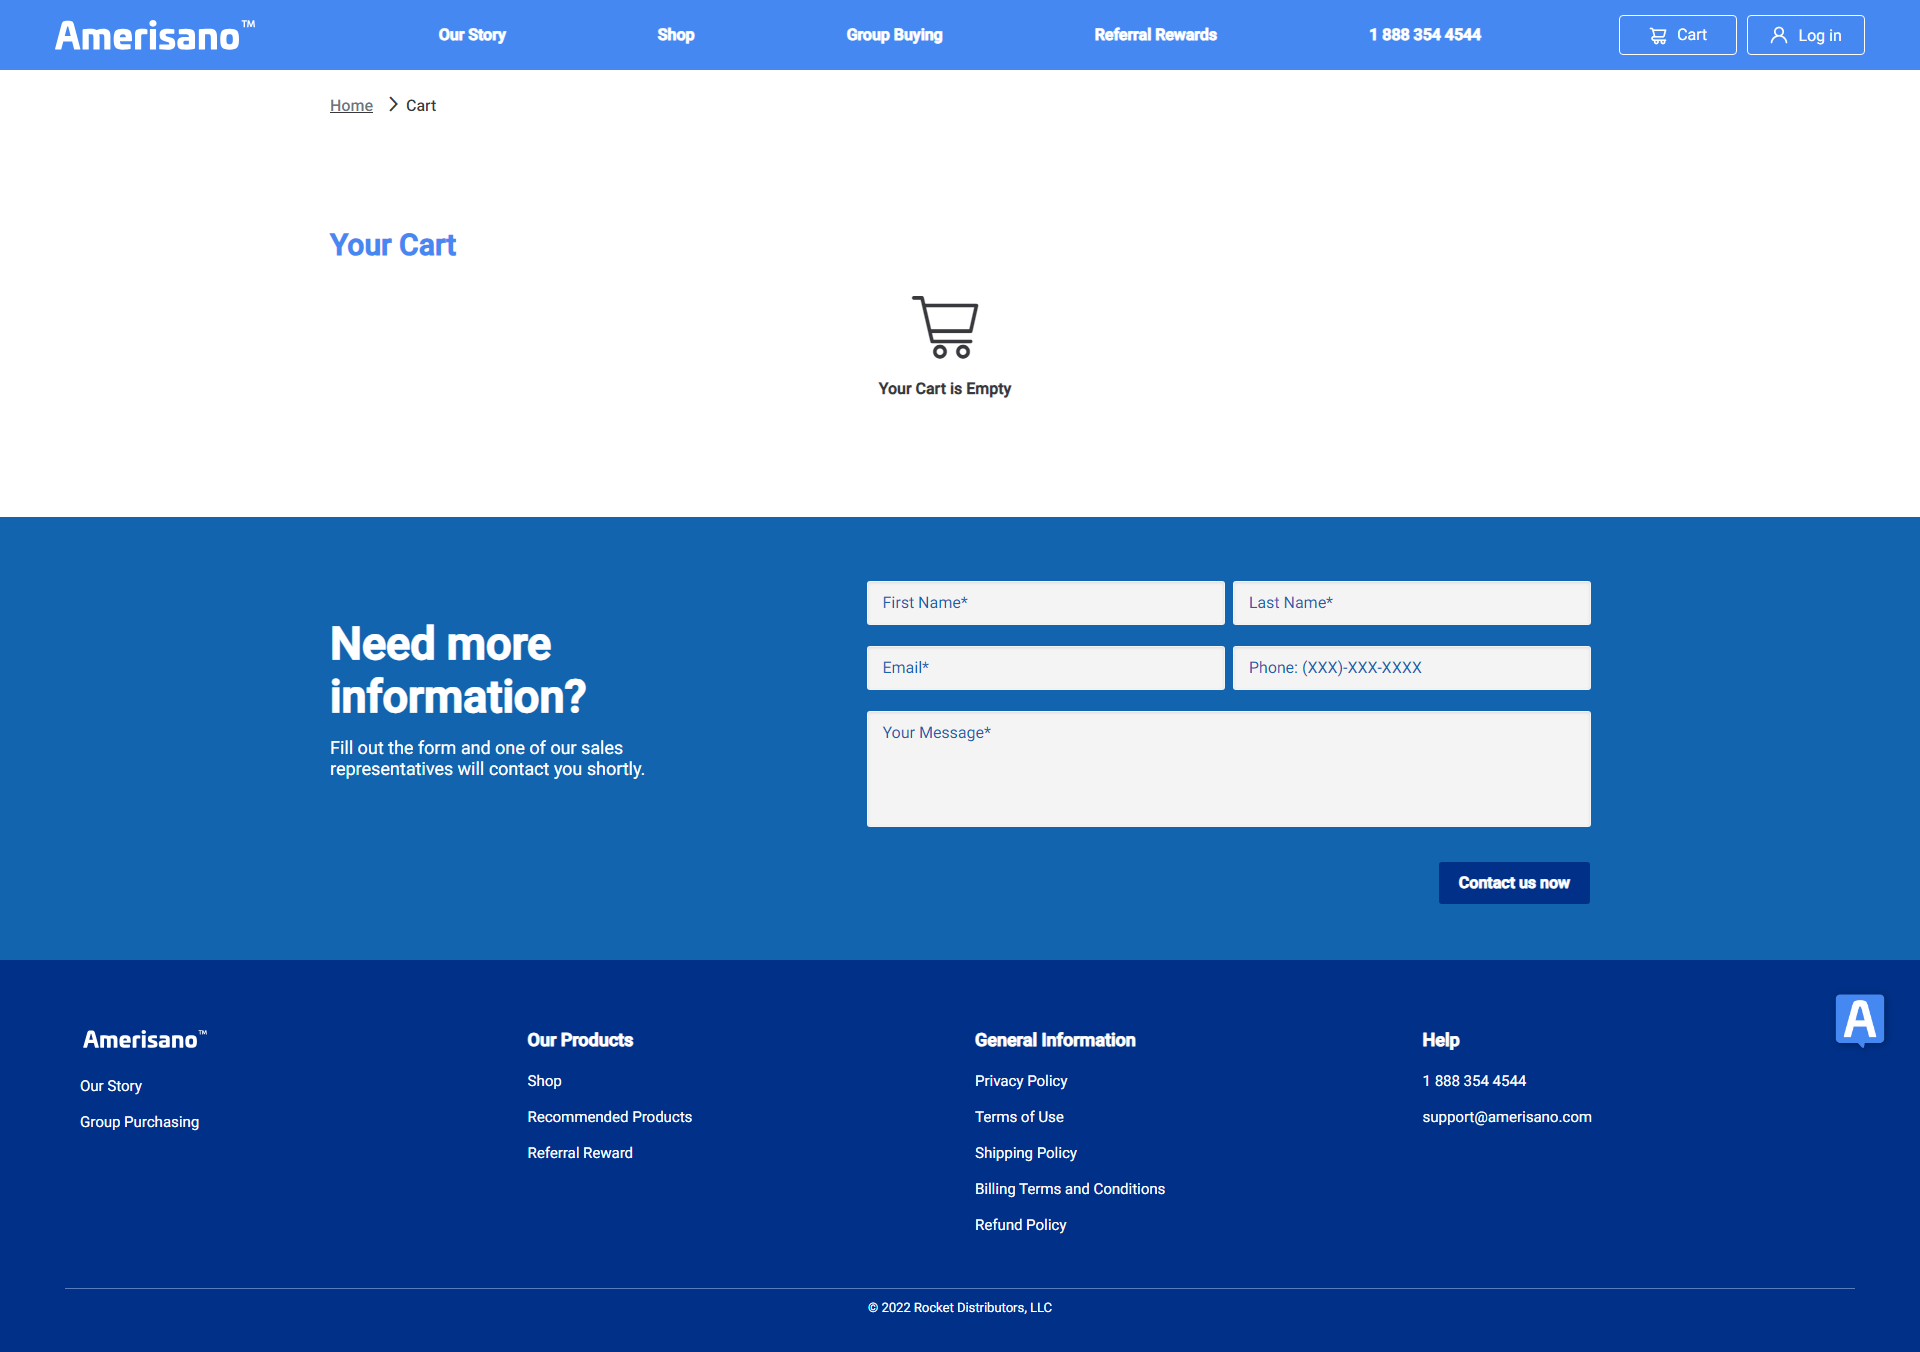 Amerisano™
Our Story
Shop
Group Buying
Referral Rewards
1 888 354 4544
Cart
Log in
Home
Cart
Your Cart
Your Cart is Empty
Need more
information?
Fill out the form and one of our sales
representatives will contact you shortly.
First Name*
Last Name*
Email*
Phone: (XXX)-XXX-XXXX
Your Message*
Contact us now
Amerisano™
Our Story
Group Purchasing
Our Products
Shop
Recommended Products
Referral Reward
General Information
Privacy Policy
Terms of Use
Shipping Policy
Billing Terms and Conditions
Refund Policy
Help
1 888 354 4544
support@amerisano.com
A
© 2022 Rocket Distributors, LLC